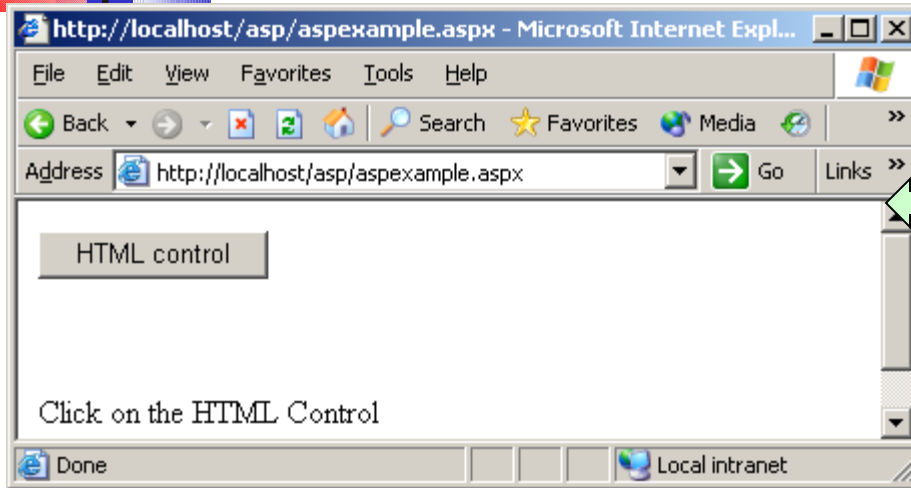 http://localhost/asp/aspexample.aspx - Microsoft Internet Expl...
File Edit View Favorites Tools Help
Back Search Favorites Media »
Address http://localhost/asp/aspexample.aspx Go Links »
HTML control
Click on the HTML Control
Done Local intranet